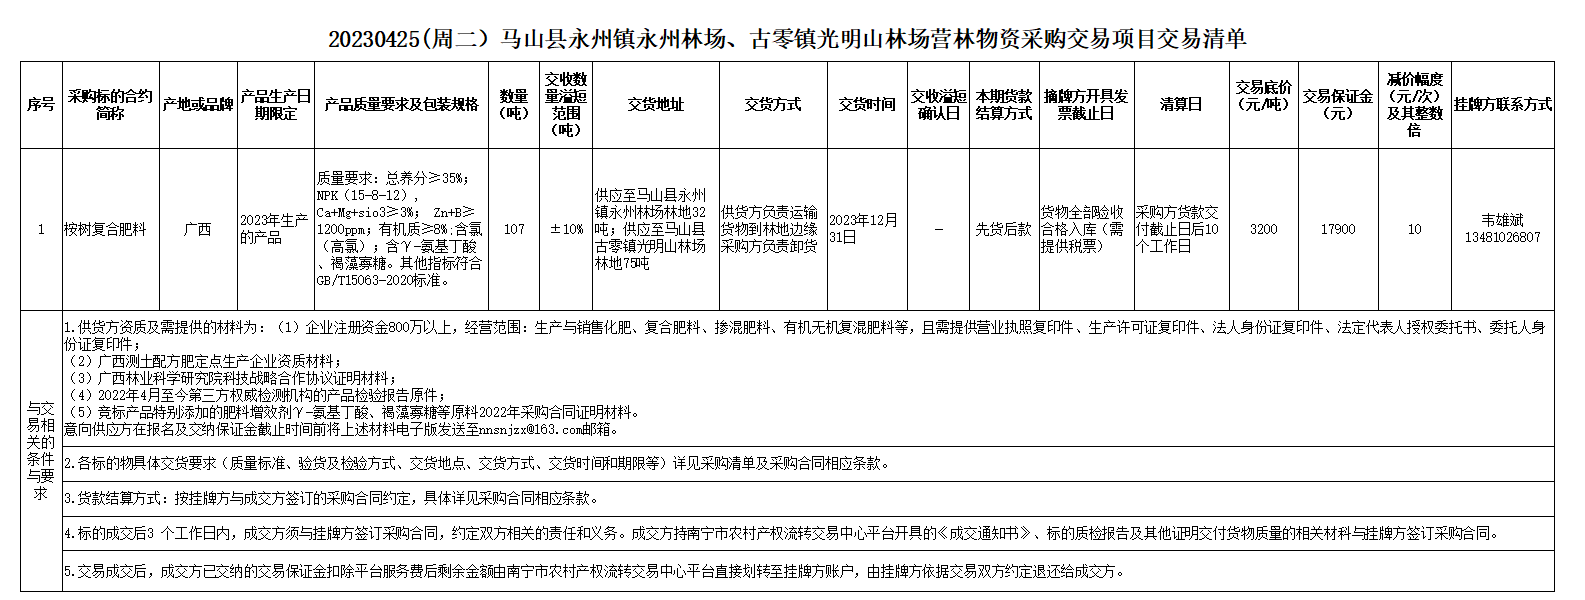 20230425(周二）马山县永州镇永州林场、古零镇光明山林场营林物资采购交易项目交易清单
序号
采购标的合约
简称
产地或品牌
产品生产日
期限定
产品质量要求及包装规格
数量
（吨）
交收数
量溢短
范围
（吨）
交货地址
交货方式
交货时间
交收溢短
确认日
本期货款
结算方式
摘牌方开具发
票截止日
清算日
交易底价
（元/吨）
交易保证金
（元）
减价幅度
（元/次）
及其整数
倍
挂牌方联系方式
1
桉树复合肥料
广西
2023年生产
的产品
质量要求：总养分≥35%；
NPK（15-8-12），
Ca+Mg+sio3≥3%； Zn+B≥
1200ppm；有机质≥8%:含氯
（高氯）；含γ-氨基丁酸
、褐藻寡糖。其他指标符合
GB/T15063-2020标准。
107
±10%
供应至马山县永州
镇永州林场林地32
吨；供应至马山县
古零镇光明山林场
林地75吨
供货方负责运输
货物到林地边缘
采购方负责卸货
2023年12月
31日
—
先货后款
货物全部验收
合格入库（需
提供税票）
采购方货款交
付截止日后10
个工作日
3200
17900
10
韦雄斌
13481026807
与交
易相
关的
条件
与要
求
1.供货方资质及需提供的材料为：（1）企业注册资金800万以上，经营范围：生产与销售化肥、复合肥料、掺混肥料、有机无机复混肥料等，且需提供营业执照复印件、生产许可证复印件、法人身份证复印件、法定代表人授权委托书、委托人身
份证复印件；
（2）广西测土配方肥定点生产企业资质材料；
（3）广西林业科学研究院科技战略合作协议证明材料；
（4）2022年4月至今第三方权威检测机构的产品检验报告原件；
（5）竞标产品特别添加的肥料增效剂γ-氨基丁酸、褐藻寡糖等原料2022年采购合同证明材料。
意向供应方在报名及交纳保证金截止时间前将上述材料电子版发送至nnsnjzx@163.com邮箱。
2.各标的物具体交货要求（质量标准、验货及检验方式、交货地点、交货方式、交货时间和期限等）详见采购清单及采购合同相应条款。
3.货款结算方式：按挂牌方与成交方签订的采购合同约定，具体详见采购合同相应条款。
4.标的成交后3 个工作日内，成交方须与挂牌方签订采购合同，约定双方相关的责任和义务。成交方持南宁市农村产权流转交易中心平台开具的《成交通知书》、标的质检报告及其他证明交付货物质量的相关材料与挂牌方签订采购合同。
5.交易成交后，成交方已交纳的交易保证金扣除平台服务费后剩余金额由南宁市农村产权流转交易中心平台直接划转至挂牌方账户，由挂牌方依据交易双方约定退还给成交方。